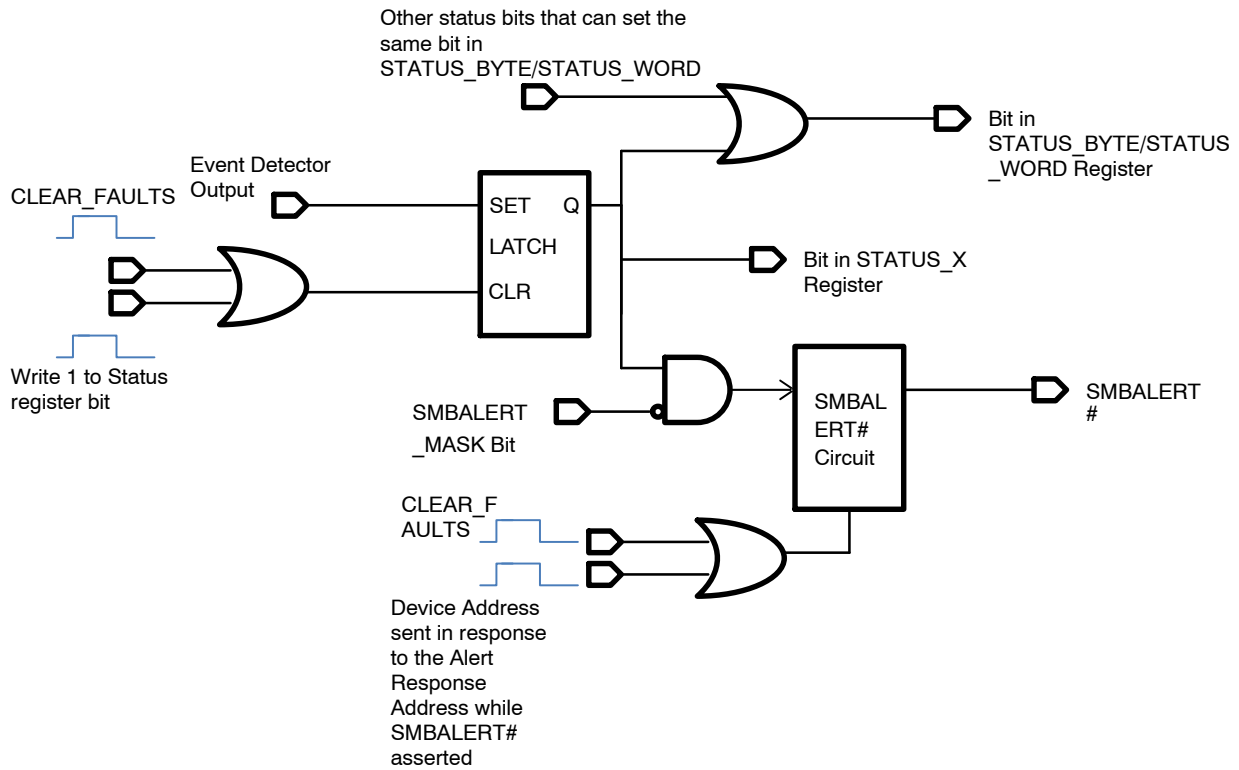 Other status bits that can set the
same bit in
STATUS_BYTE/STATUS_WORD
Bit in
STATUS_BYTE/STATUS
_WORD Register
Event Detector
Output
CLEAR_FAULTS
SET Q
LATCH
CLR
Bit in STATUS_X
Register
Write 1 to Status
register bit
SMBALERT
_MASK Bit
SMBAL
ERT#
Circuit
SMBALERT
#
CLEAR_F
AULTS
Device Address
sent in response
to the Alert
Response
Address while
SMBALERT#
asserted